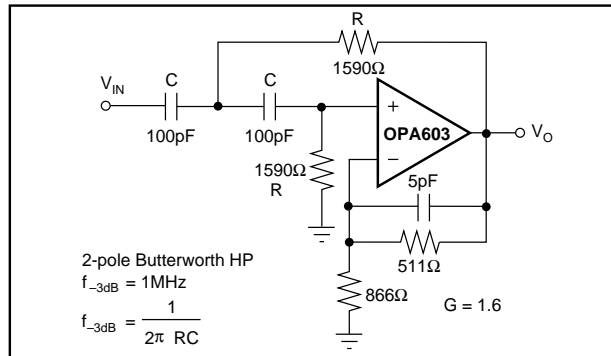 R
1590Ω
V_IN
C
C
100pF
100pF
+
OPA603
−
V_O
1590Ω
R
5pF
511Ω
866Ω
G = 1.6
2-pole Butterworth HP
f_–3dB = 1MHz
f_–3dB = 1
2π RC